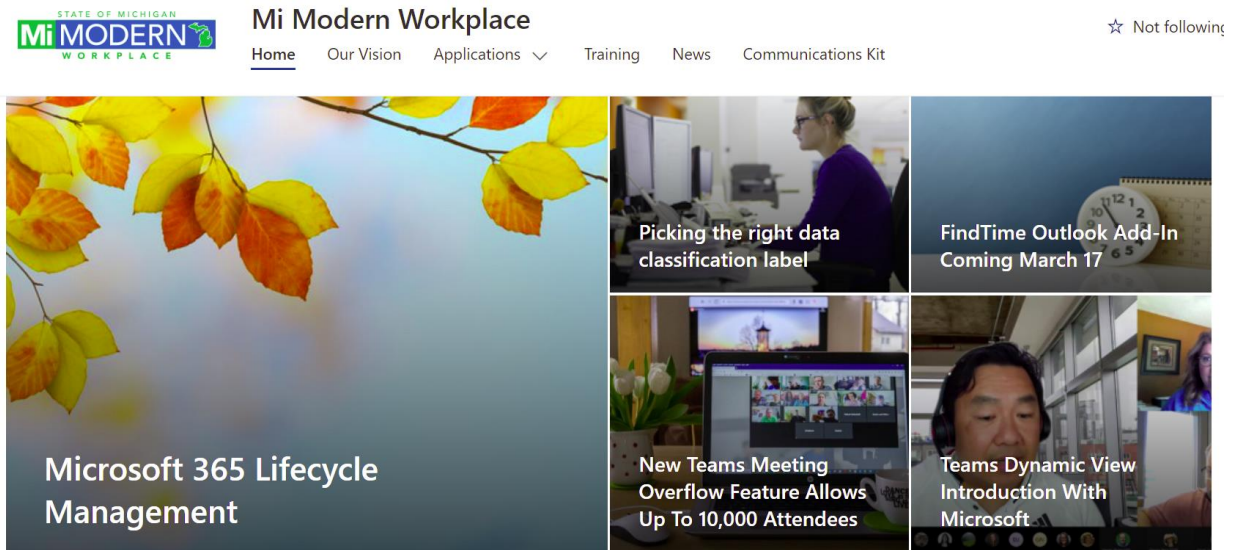 STATE OF MICHIGAN
Mi MODERN
WORKPLACE
Mi Modern Workplace
Not following
Home Our Vision Applications Training News Communications Kit
Microsoft 365 Lifecycle
Management
Picking the right data
classification label
FindTime Outlook Add-In
Coming March 17
New Teams Meeting
Overflow Feature Allows
Up To 10,000 Attendees
Teams Dynamic View
Introduction With
Microsoft